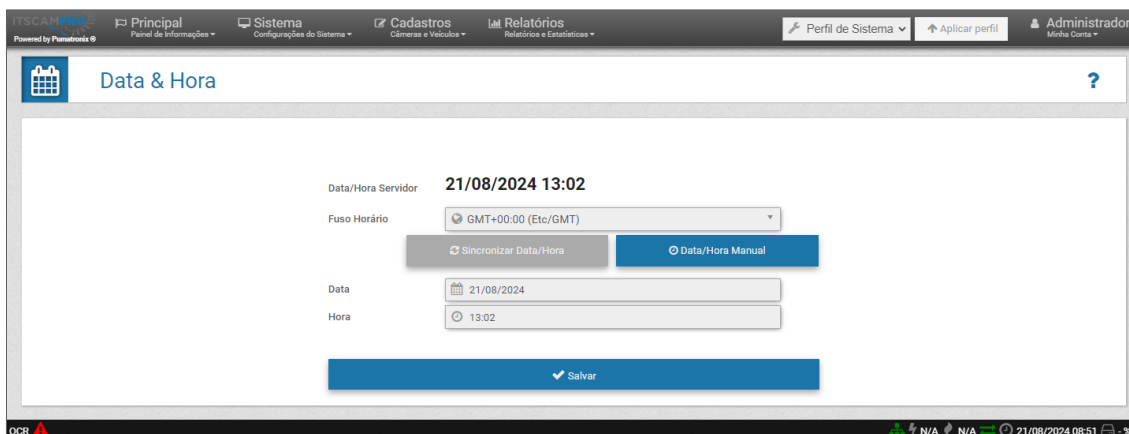 ITSCAMPRO
Powered by Pumatronix ®
Principal
Painel de Informações
Sistema
Configurações do Sistema
Cadastros
Câmeras e Veículos
Relatórios
Relatórios e Estatísticas
Perfil de Sistema
Aplicar perfil
Administrador
Minha Conta
Data & Hora
?
Data/Hora Servidor 21/08/2024 13:02
Fuso Horário GMT+00:00 (Etc/GMT)
Sincronizar Data/Hora Data/Hora Manual
Data 21/08/2024
Hora 13:02
Salvar
OCR N/A N/A 21/08/2024 08:51 -